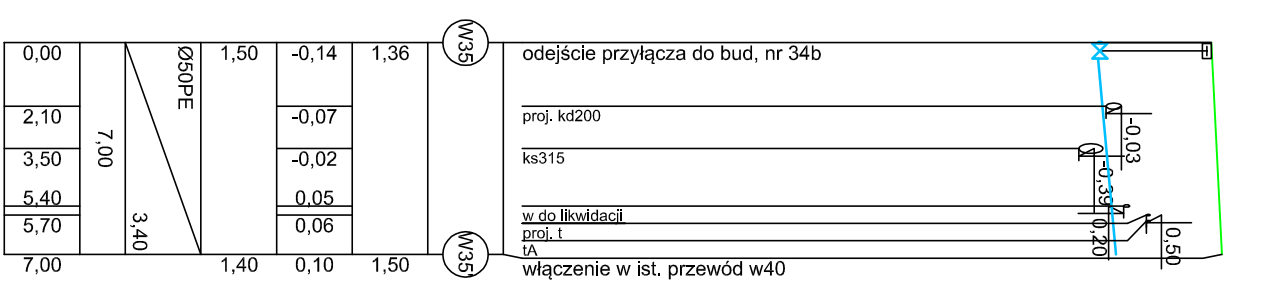 0,00 1,50 -0,14 1,36 W35 odejście przyłącza do bud, nr 34b
Ø50PE
2,10 -0,07 proj. kd200
-0,03
3,50 -0,02 ks315
7,00
-0,39
5,40 0,05 w do likwidacji
5,70 0,06 proj. t
3,40
0,20
0,50
tA
W35'
7,00 1,40 0,10 1,50 włączenie w ist. przewód w40